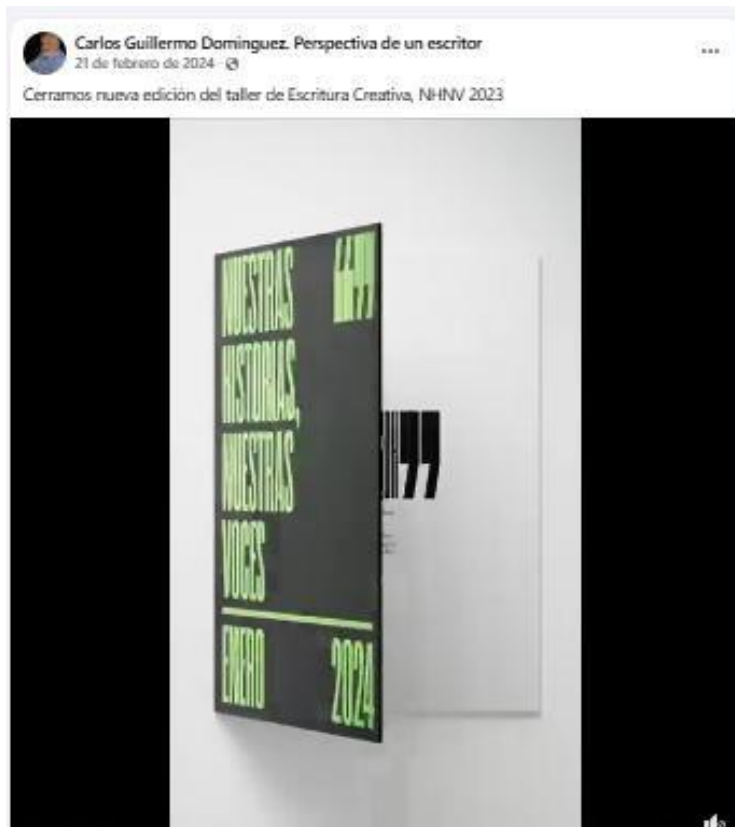 Carlos Guillermo Dominguez. Perspectiva de un escritor
21 de febrero de 2024
Cerramos nueva edición del taller de Escritura Creativa, NHNV 2023
NUESTRAS “”
HISTORIAS,
NUESTRAS
VOCES
”
ENERO 2024